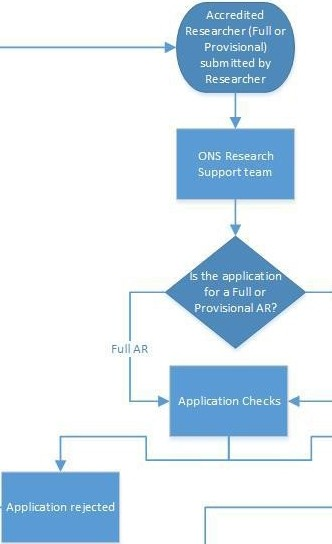 Accredited
Researcher (Full or
Provisional)
submitted by
Researcher
ONS Research
Support team
Is the application
for a Full or
Provisional AR?
Full AR
Application Checks
Application rejected